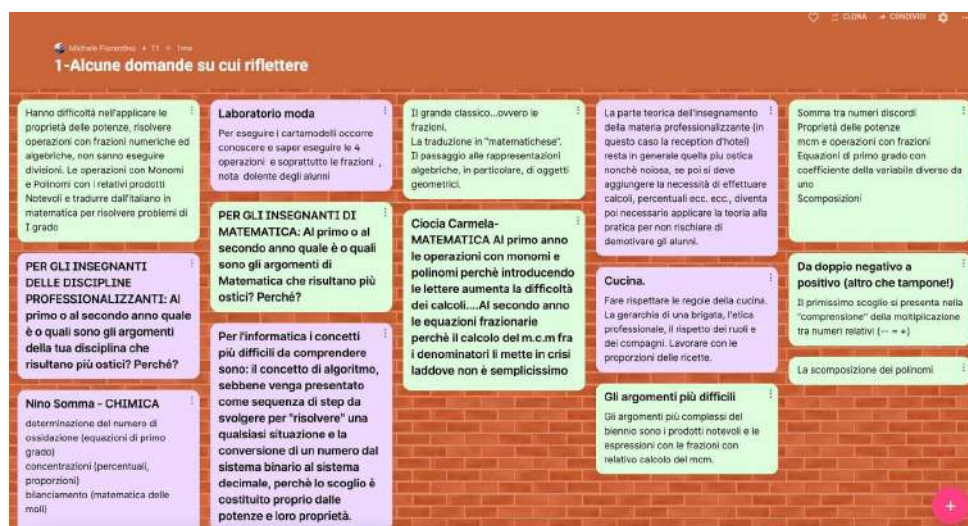 CLONA
CONDIVIDI
Michele Fiorentino + 11 • 1me
1-Alcune domande su cui riflettere
Hanno difficoltà nell'applicare le
proprietà delle potenze, risolvere
operazioni con frazioni numeriche ed
algebriche, non sanno eseguire
divisioni. Le operazioni con Monomi
e Polinomi con i relativi prodotti
Notevoli e tradurre dall'italiano in
matematica per risolvere problemi di
I grado
PER GLI INSEGNANTI
DELLE DISCIPLINE
PROFESSIONALIZZANTI: Al
primo o al secondo anno quale
è o quali sono gli argomenti
della tua disciplina che
risultano più ostici? Perché?
Nino Somma - CHIMICA
determinazione del numero di
ossidazione (equazioni di primo
grado)
concentrazioni (percentuali,
proporzioni)
bilanciamento (matematica delle
moli)
Laboratorio moda
Per eseguire i cartamodelli occorre
conoscere e saper eseguire le 4
operazioni e soprattutto le frazioni ,
nota dolente degli alunni
PER GLI INSEGNANTI DI
MATEMATICA: Al primo o al
secondo anno quale è o quali
sono gli argomenti di
Matematica che risultano più
ostici? Perché?
Per l'informatica i concetti
più difficili da comprendere
sono: il concetto di algoritmo,
sebbene venga presentato
come sequenza di step da
svolgere per "risolvere" una
qualsiasi situazione e la
conversione di un numero dal
sistema binario al sistema
decimale, perchè lo scoglio è
costituito proprio dalle
potenze e loro proprietà.
Il grande classico...ovvero le
frazioni.
La traduzione in "matematichese".
Il passaggio alle rappresentazioni
algebriche, in particolare, di oggetti
geometrici.
Ciocia Carmela-
MATEMATICA Al primo anno
le operazioni con monomi e
polinomi perchè introducendo
le lettere aumenta la difficoltà
dei calcoli....Al secondo anno
le equazioni frazionarie
perchè il calcolo del m.c.m fra
i denominatori li mette in crisi
laddove non è semplicissimo
La parte teorica dell'insegnamento
della materia professionalizzante (in
questo caso la reception d'hotel)
resta in generale quella piu ostica
nonchè noiosa, se poi si deve
aggiungere la necessità di effettuare
calcoli, percentuali ecc. ecc., diventa
poi necessario applicare la teoria alla
pratica per non rischiare di
demotivare gli alunni.
Cucina.
Fare rispettare le regole della cucina.
La gerarchia di una brigata, l'etica
professionale, il rispetto dei ruoli e
dei compagni. Lavorare con le
proporzioni delle ricette.
Gli argomenti più difficili
Gli argomenti più complessi del
biennio sono i prodotti notevoli e le
espressioni con le frazioni con
relativo calcolo del mcm.
Somma tra numeri discordi
Proprietà delle potenze
mcm e operazioni con frazioni
Equazioni di primo grado con
coefficiente della variabile diverso da
uno
Scomposizioni
Da doppio negativo a
positivo (altro che tampone!)
Il primissimo scoglio si presenta nella
"comprensione" della moltiplicazione
tra numeri relativi (-- = +)
La scomposizione dei polinomi